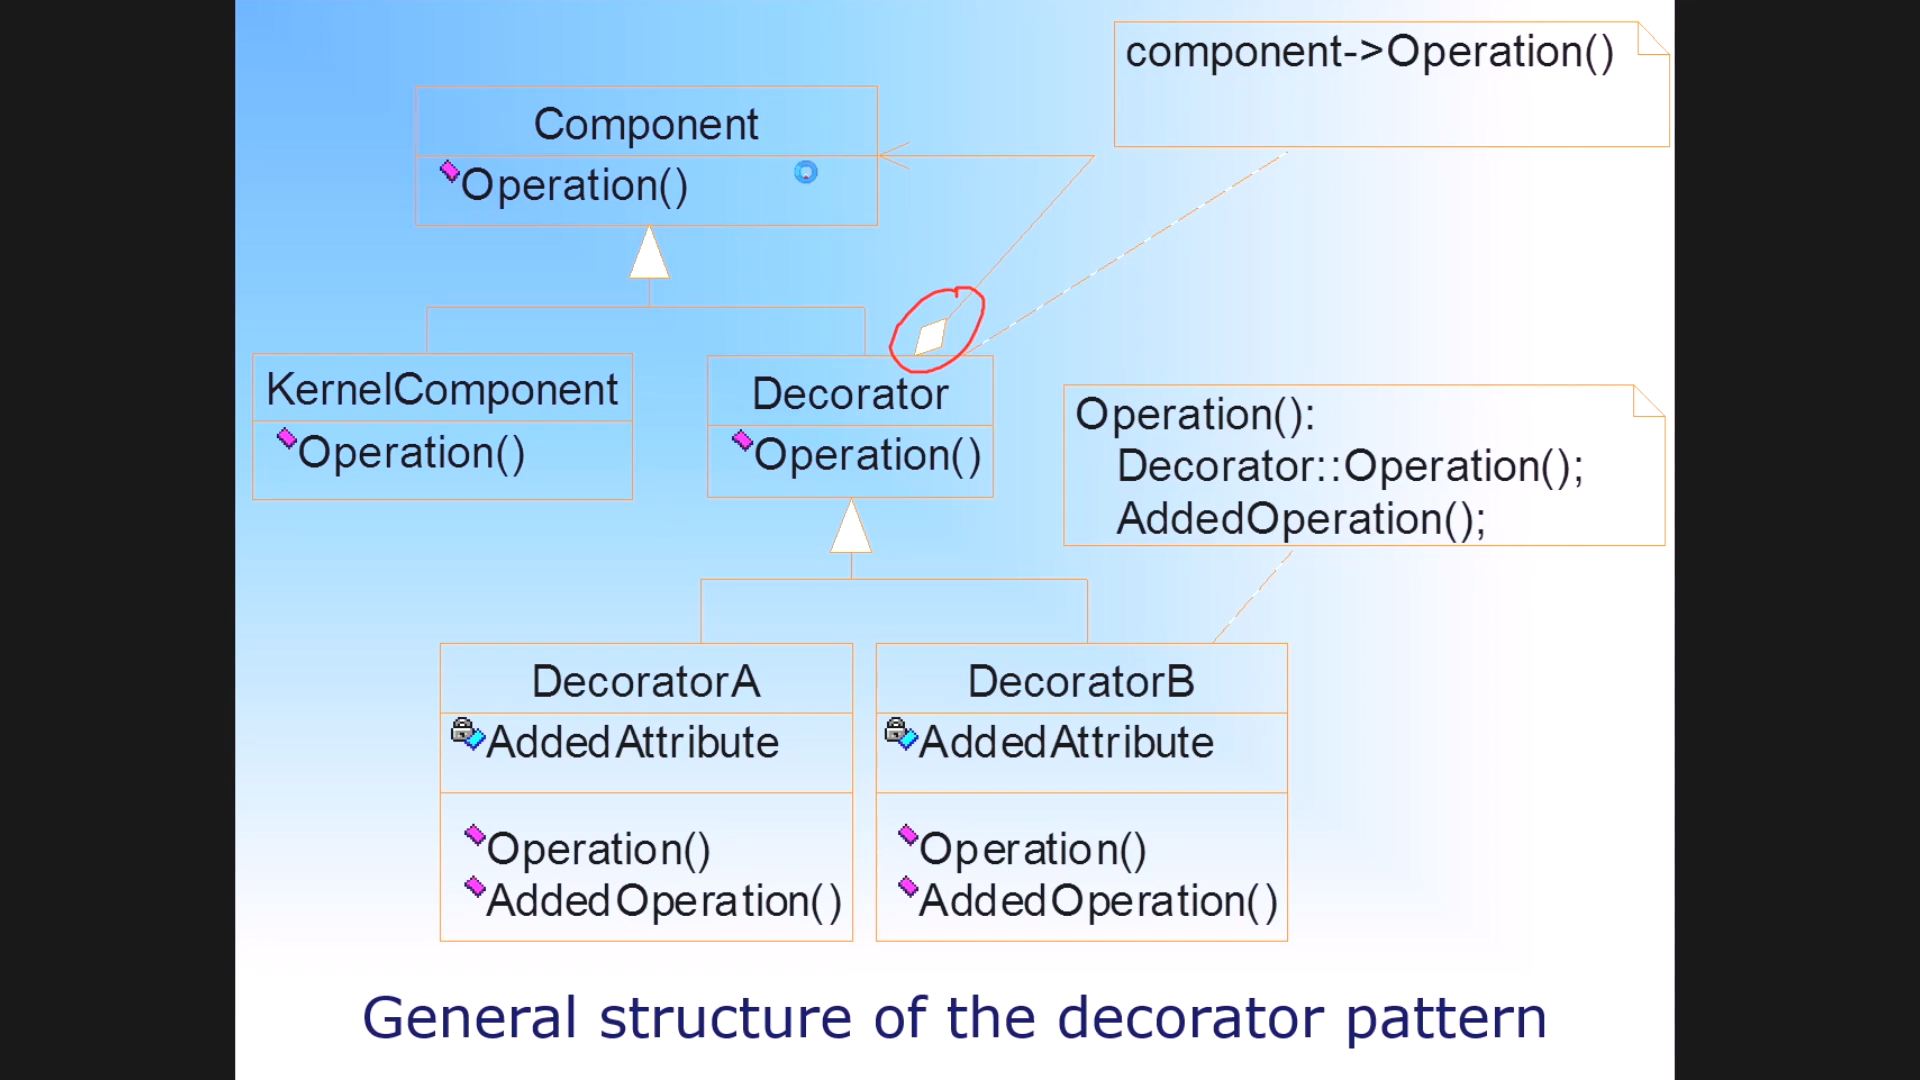 component->Operation()
Component
Operation()
KernelComponent
Operation()
Decorator
Operation()
Operation():
Decorator::Operation();
AddedOperation();
DecoratorA
AddedAttribute
Operation()
AddedOperation()
DecoratorB
AddedAttribute
Operation()
AddedOperation()
General structure of the decorator pattern